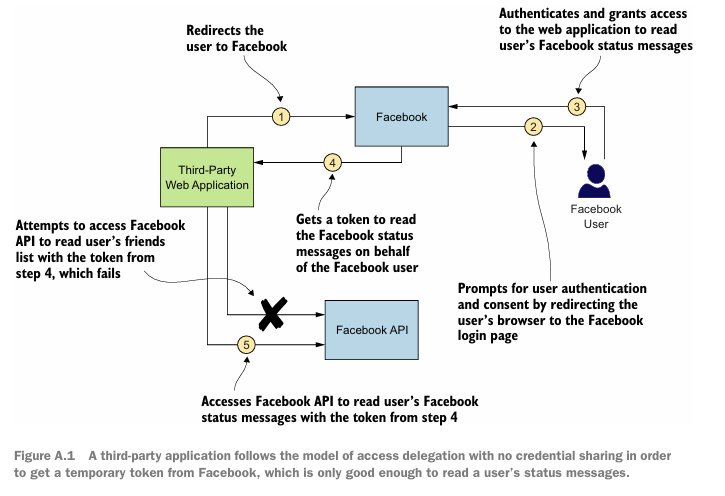 Redirects the
user to Facebook
Authenticates and grants access
to the web application to read
user's Facebook status messages
1
Facebook
3
2
Third-Party
Web Application
4
Facebook
User
Attempts to access Facebook
API to read user's friends
list with the token from
step 4, which fails
Gets a token to read
the Facebook status
messages on behalf
of the Facebook user
Prompts for user authentication
and consent by redirecting the
user's browser to the Facebook
login page
Facebook API
5
Accesses Facebook API to read user's Facebook
status messages with the token from step 4
Figure A.1 A third-party application follows the model of access delegation with no credential sharing in order
to get a temporary token from Facebook, which is only good enough to read a user's status messages.